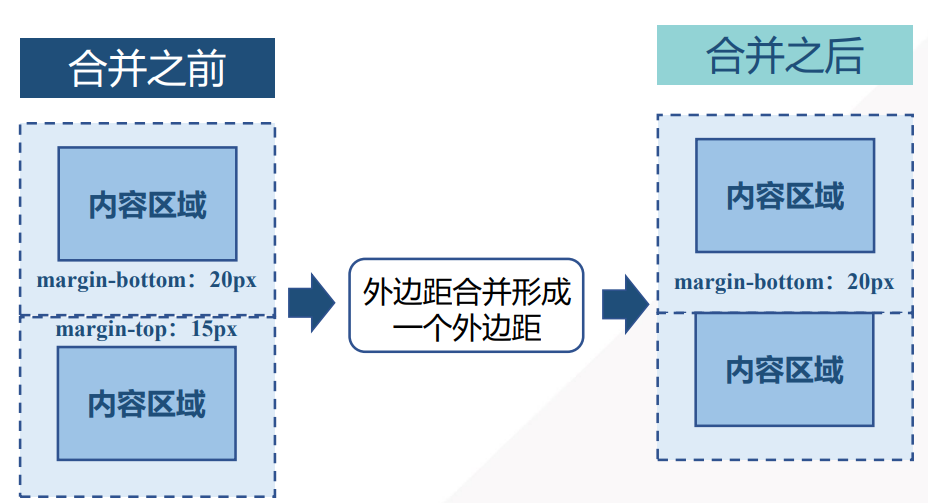 合并之前
内容区域
margin-bottom：20px
margin-top：15px
内容区域
外边距合并形成
一个外边距
合并之后
内容区域
margin-bottom：20px
内容区域